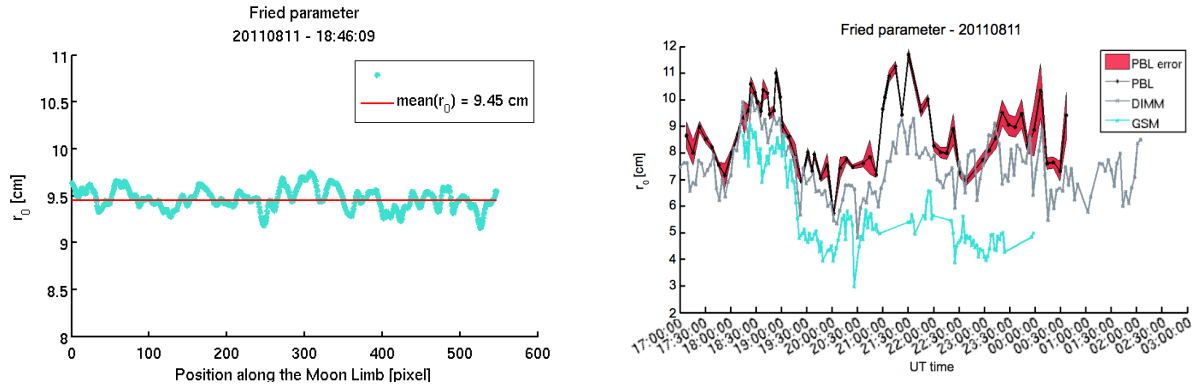 Fried parameter
20110811 - 18:46:09
11
10.5
10
9.5
9
8.5
8
r0 [cm]
mean(r0) = 9.45 cm
0 100 200 300 400 500 600
Position along the Moon Limb [pixel]
Fried parameter - 20110811
12
11
10
9
8
7
6
5
4
3
2
r0 [cm]
PBL error
PBL
DIMM
GSM
17:00:00 17:30:00 18:00:00 18:30:00 19:00:00 19:30:00 20:00:00 20:30:00 21:00:00 21:30:00 22:00:00 22:30:00 23:00:00 23:30:00 00:00:00 00:30:00 01:00:00 01:30:00 02:00:00 02:30:00 03:00:00
UT time